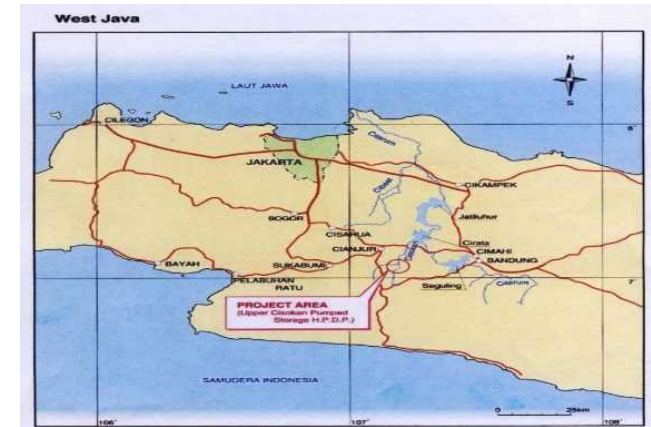 West Java
N
S
LAUT JAWA
CILEGON
6°
JAKARTA
Citarum
CIKAMPEK
BOGOR
Jatiluhur
CISARUA
CIANJUR
Cirata
CIMAHI
BANDUNG
BAYAH
SUKABUMI
PELABUHAN
RATU
Saguling
Citarum
7°
PROJECT AREA
(Upper Cisokan Pumped
Storage H.P.D.P.)
SAMUDERA INDONESIA
0 25km
106°
107°
108°